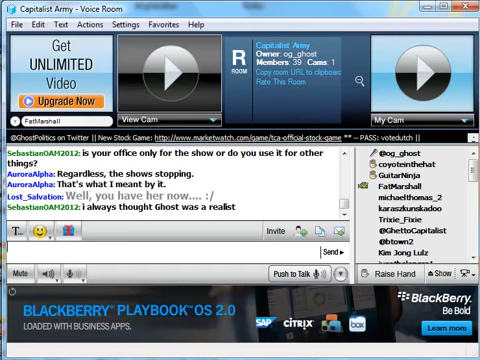 Capitalist Army - Voice Room
File Edit Text Actions Settings Favorites Help
Get
UNLIMITED
Video
Upgrade Now
FatMarshall
View Cam
R
ROOM
Capitalist Army
Owner: og_ghost
Members: 39 Cams: 1
Copy room URL to clipboard
Rate This Room
My Cam
@GhostPolitics on Twitter || New Stock Game: http://www.marketwatch.com/game/tca-official-stock-game ** -- PASS: votedutch ||
SebastianOAM2012: is your office only for the show or do you use it for other
things?
AuroraAlpha: Regardless, the shows stopping.
AuroraAlpha: That's what I meant by it.
Lost_Salvation: Well, you have her now.... :/
SebastianOAM2012: i always thought Ghost was a realist
@og_ghost
coyoteinthehat
GuitarNinj
FatMarshall
michaelthomas_2
karaszkunskadoo
Trixie_Fixie
@GhettoCapitalist
@btown2
Kim Jong Lulz
T.. Invite
Send
Mute Push to Talk Raise Hand Show
BLACKBERRY® PLAYBOOK™ OS 2.0
LOADED WITH BUSINESS APPS.
SAP CITRIX box
BlackBerry.
Be Bold
Learn more